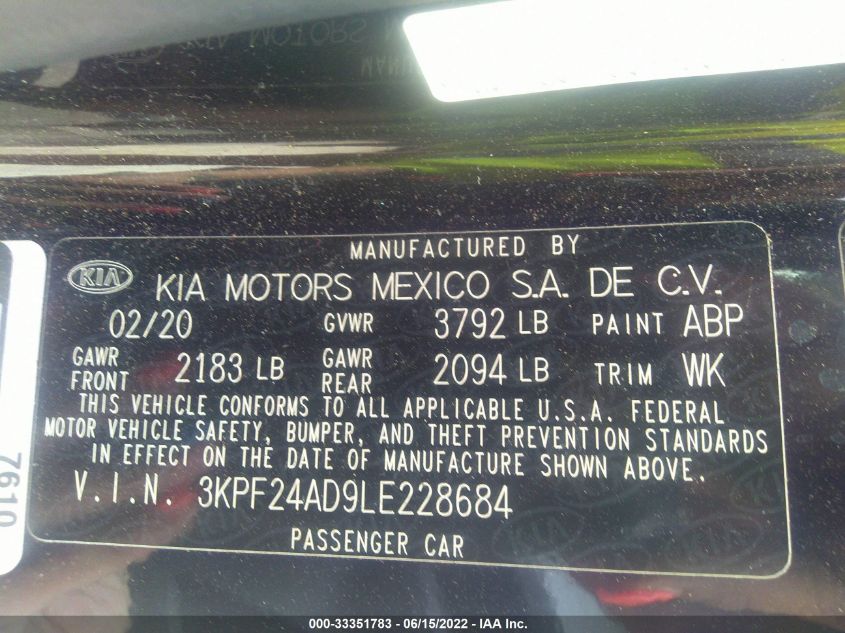 MANUFACTURED BY
KIA KIA MOTORS MEXICO S.A. DE C.V.
02/20 GVWR 3792 LB PAINT ABP
GAWR FRONT 2183 LB GAWR REAR 2094 LB TRIM WK
THIS VEHICLE CONFORMS TO ALL APPLICABLE U.S.A. FEDERAL
MOTOR VEHICLE SAFETY, BUMPER, AND THEFT PREVENTION STANDARDS
IN EFFECT ON THE DATE OF MANUFACTURE SHOWN ABOVE.
V.I.N. 3KPF24AD9LE228684
PASSENGER CAR
7610
000-33351783 - 06/15/2022 - IAA Inc.